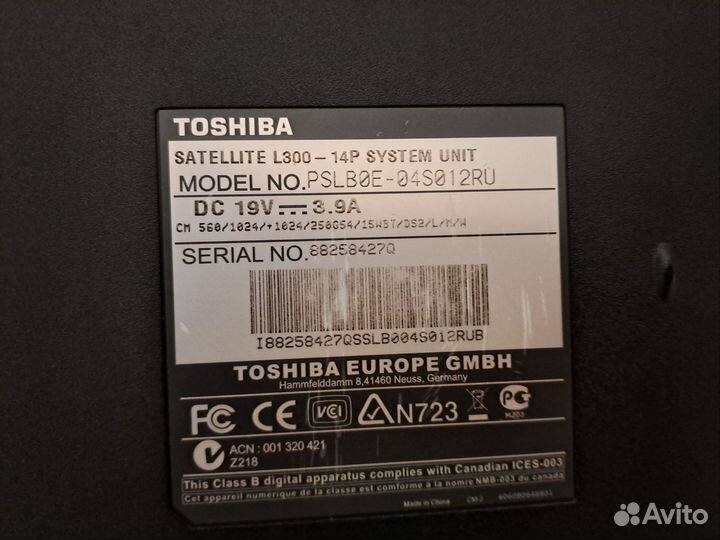 TOSHIBA
SATELLITE L300-14P SYSTEM UNIT
MODEL NO. PSLB0E-04S012RU
DC 19V 3.9A
CM 560/1024/+1024/250G54/15WBT/DS2/L/M/W
SERIAL NO. 88258427Q
I88258427QSSLB004S012RUB
TOSHIBA EUROPE GMBH
Hammfelddamm 8,41460 Neuss, Germany
FC CE VCI N723 PG
ACN : 001 320 421
Z218
This Class B digital apparatus complies with Canadian ICES-003
Cet appareil numerique de la classe est conforme à la norme NMB-003 du canada
Made in China
Avito